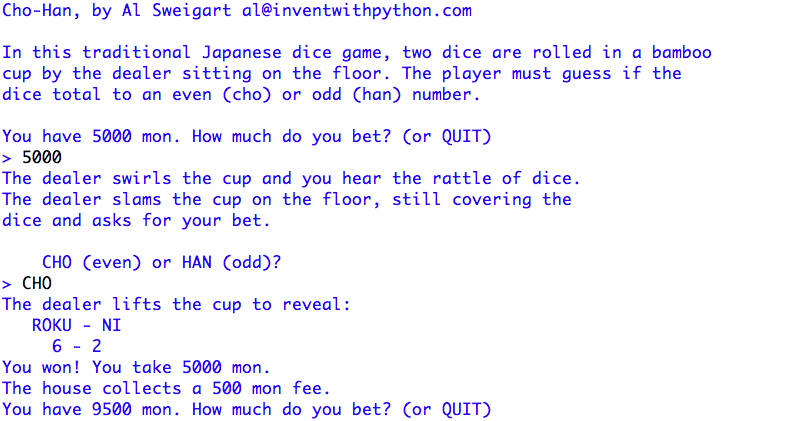 Cho-Han, by Al Sweigart al@inventwithpython.com
In this traditional Japanese dice game, two dice are rolled in a bamboo
cup by the dealer sitting on the floor. The player must guess if the
dice total to an even (cho) or odd (han) number.
You have 5000 mon. How much do you bet? (or QUIT)
> 5000
The dealer swirls the cup and you hear the rattle of dice.
The dealer slams the cup on the floor, still covering the
dice and asks for your bet.
CHO (even) or HAN (odd)?
> CHO
The dealer lifts the cup to reveal:
ROKU - NI
6 - 2
You won! You take 5000 mon.
The house collects a 500 mon fee.
You have 9500 mon. How much do you bet? (or QUIT)